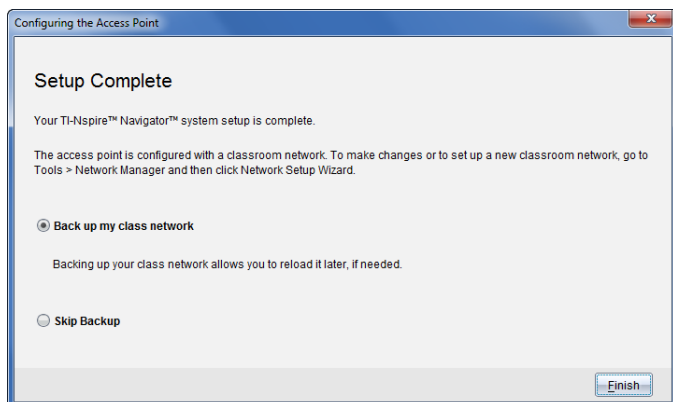 Configuring the Access Point
Setup Complete
Your TI-Nspire™ Navigator™ system setup is complete.
The access point is configured with a classroom network. To make changes or to set up a new classroom network, go to
Tools > Network Manager and then click Network Setup Wizard.
Back up my class network
Backing up your class network allows you to reload it later, if needed.
Skip Backup
Finish